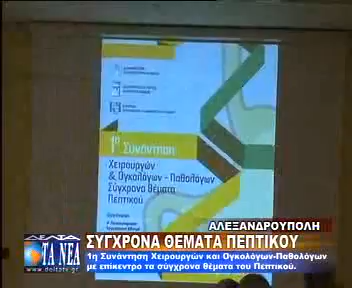 1η Συνάντηση
Χειρουργών
& Ογκολόγων - Παθολόγων
Σύγχρονα θέματα
Πεπτικού
ΑΛΕΞΑΝΔΡΟΥΠΟΛΗ
ΤΑ ΝΕΑ
www.deltatv.gr
ΣΥΓΧΡΟΝΑ ΘΕΜΑΤΑ ΠΕΠΤΙΚΟΥ
1η Συνάντηση Χειρουργών και Ογκολόγων-Παθολόγων
με επίκεντρο τα σύγχρονα θέματα του Πεπτικού.